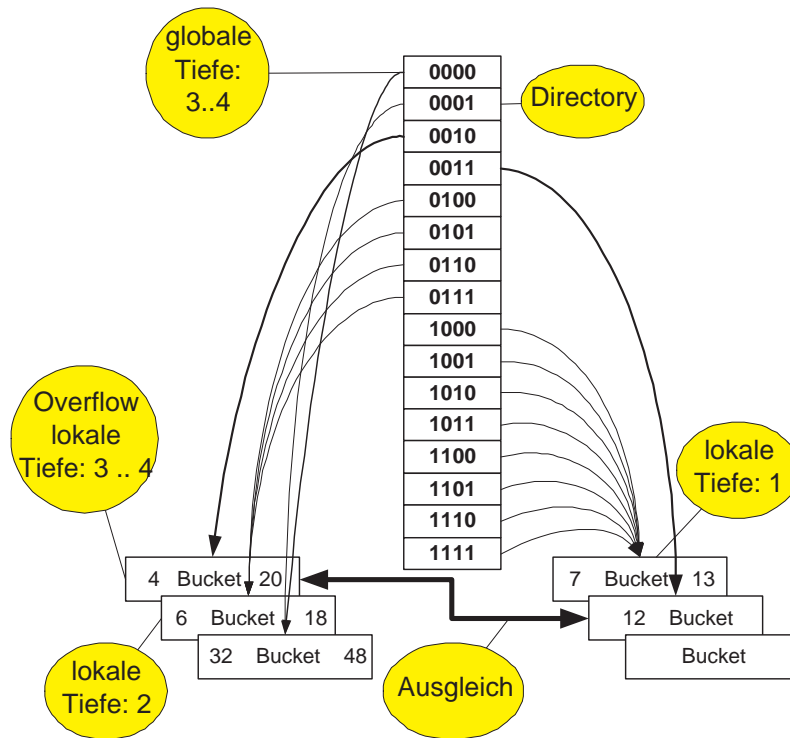 globale
Tiefe:
3..4
0000
0001
Directory
0010
0011
0100
0101
0110
0111
1000
1001
1010
1011
1100
1101
1110
1111
Overflow
lokale
Tiefe: 3 .. 4
lokale
Tiefe: 1
4 Bucket 20
7 Bucket 13
6 Bucket 18
12 Bucket
32 Bucket 48
Bucket
lokale
Tiefe: 2
Ausgleich